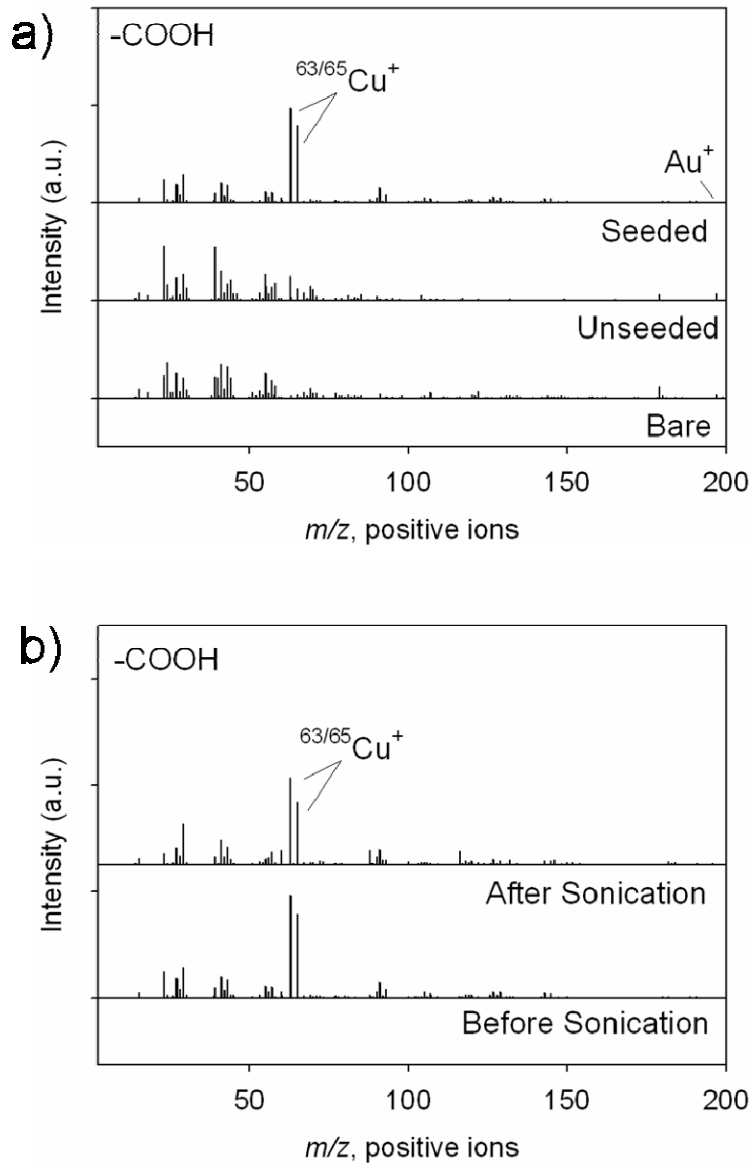 a)
-COOH
63/65Cu+
Au+
Seeded
Unseeded
Bare
Intensity (a.u.)
50 100 150 200
m/z, positive ions
b)
-COOH
63/65Cu+
After Sonication
Before Sonication
Intensity (a.u.)
50 100 150 200
m/z, positive ions